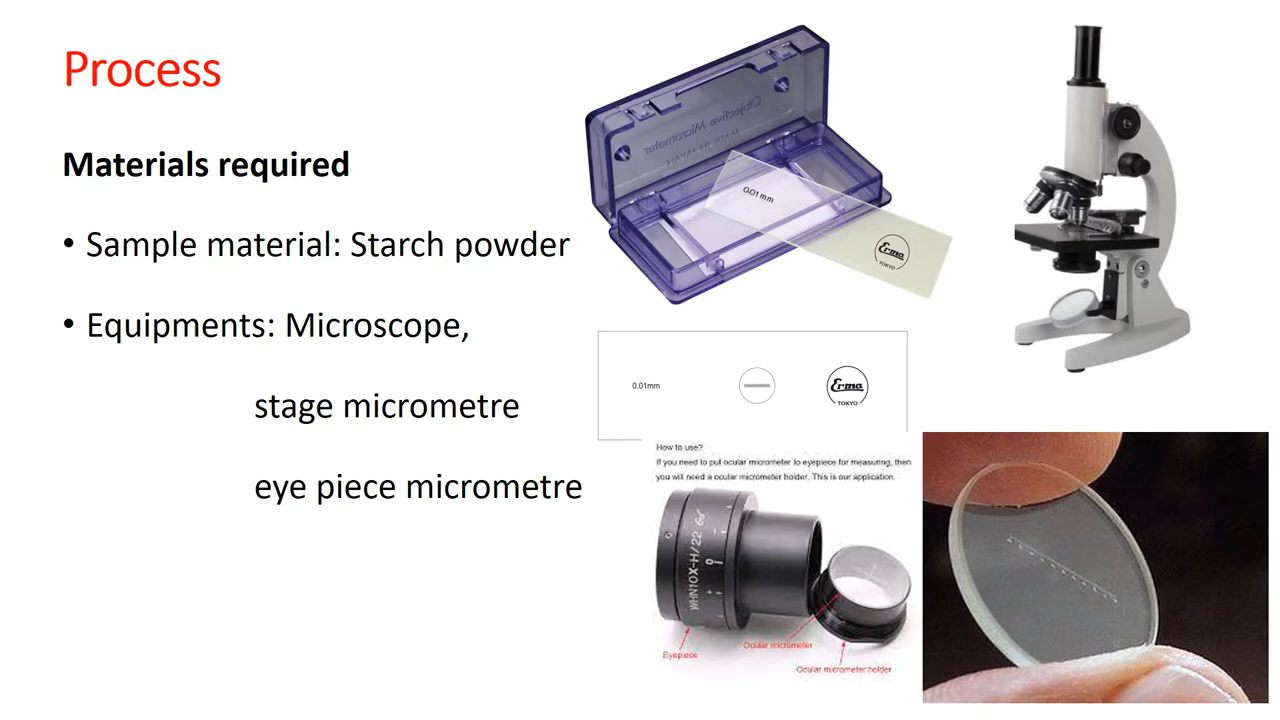 Process
Materials required
• Sample material: Starch powder
• Equipments: Microscope,
stage micrometre
eye piece micrometre
0.01mm
Erma
TOKYO
0.01mm
Erma
TOKYO
How to use?
If you need to put ocular micrometer to eyepiece for measuring, then
you will need a ocular micrometer holder. This is our application.
WHN10X-H/22
Eyepiece
Ocular micrometer
Ocular micrometer holder